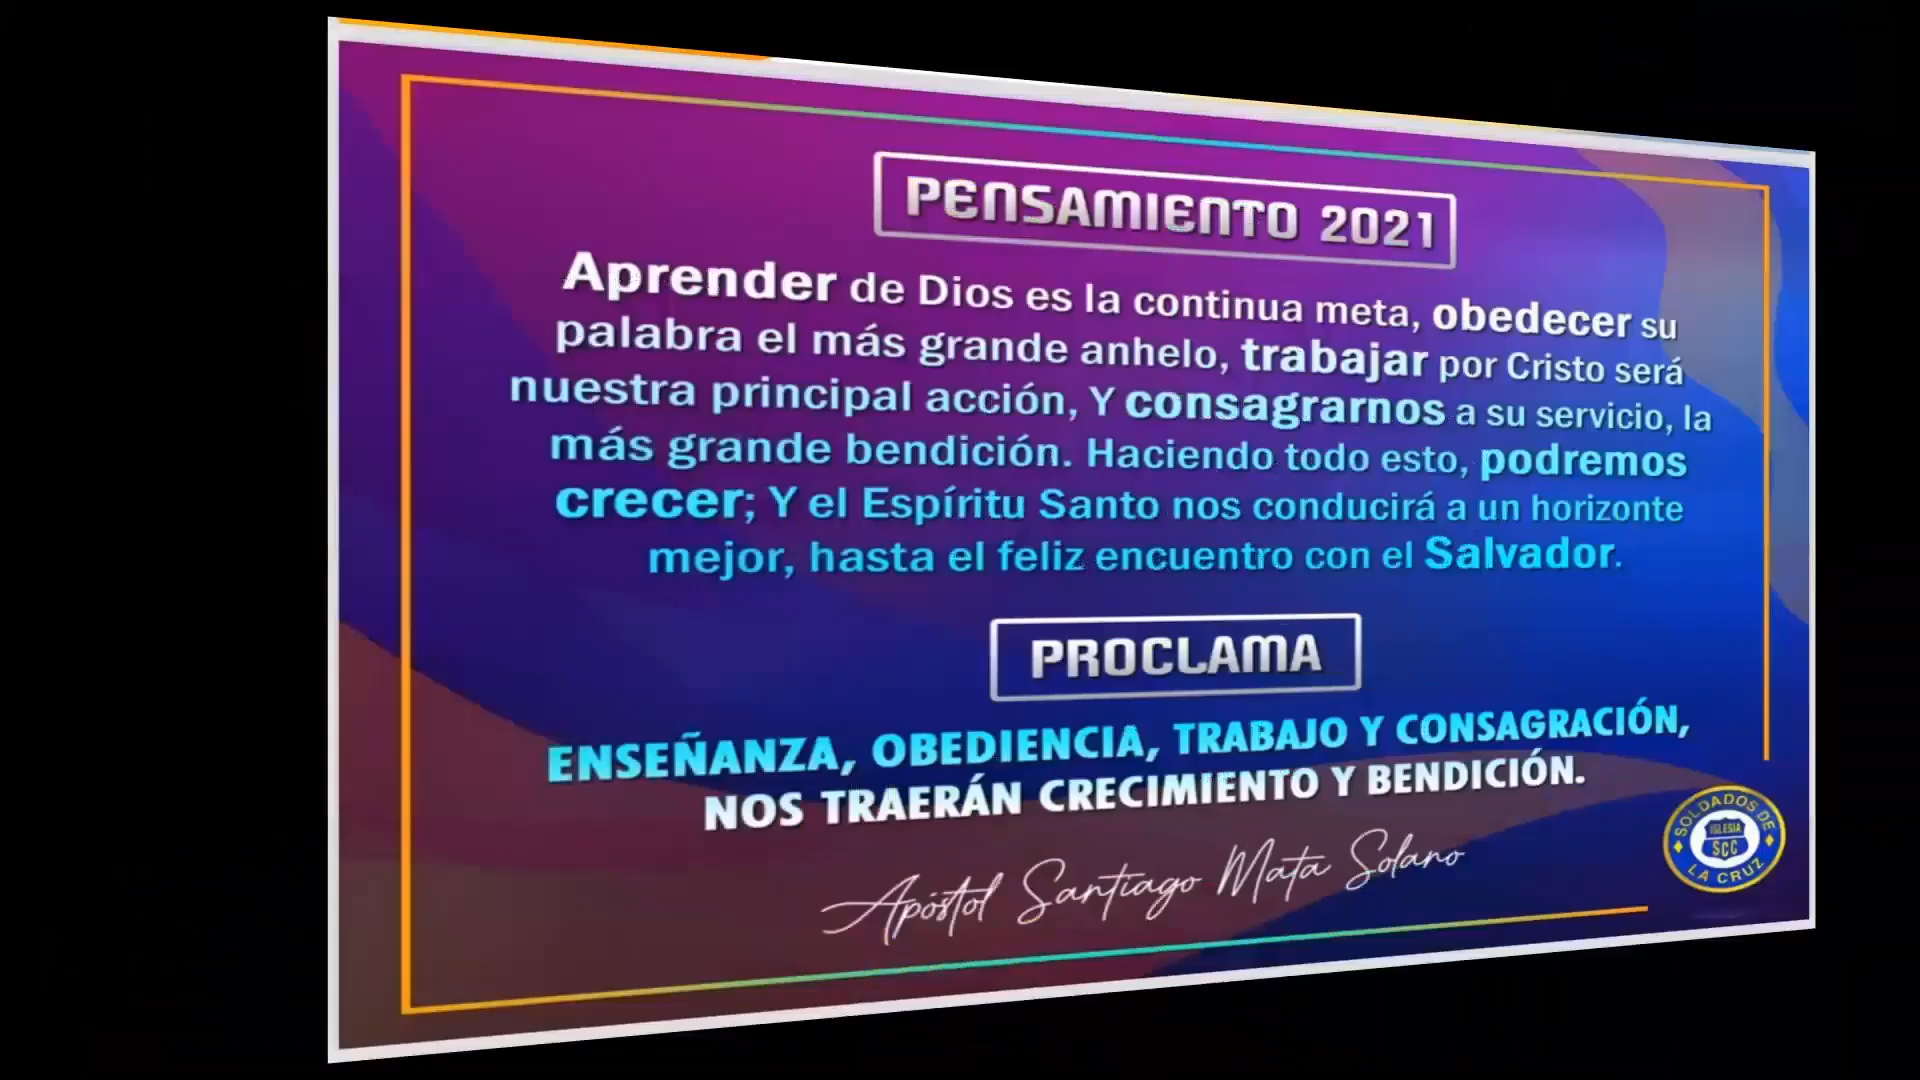 PENSAMIENTO 2021
Aprender de Dios es la continua meta, obedecer su
palabra el más grande anhelo, trabajar por Cristo será
nuestra principal acción, Y consagrarnos a su servicio, la
más grande bendición. Haciendo todo esto, podremos
crecer; Y el Espíritu Santo nos conducirá a un horizonte
mejor, hasta el feliz encuentro con el Salvador.
PROCLAMA
ENSEÑANZA, OBEDIENCIA, TRABAJO Y CONSAGRACIÓN,
NOS TRAERÁN CRECIMIENTO Y BENDICIÓN.
Apóstol Santiago Mata Solano
SOLDADOS DE
IGLESIA
SCC
LA CRUZ